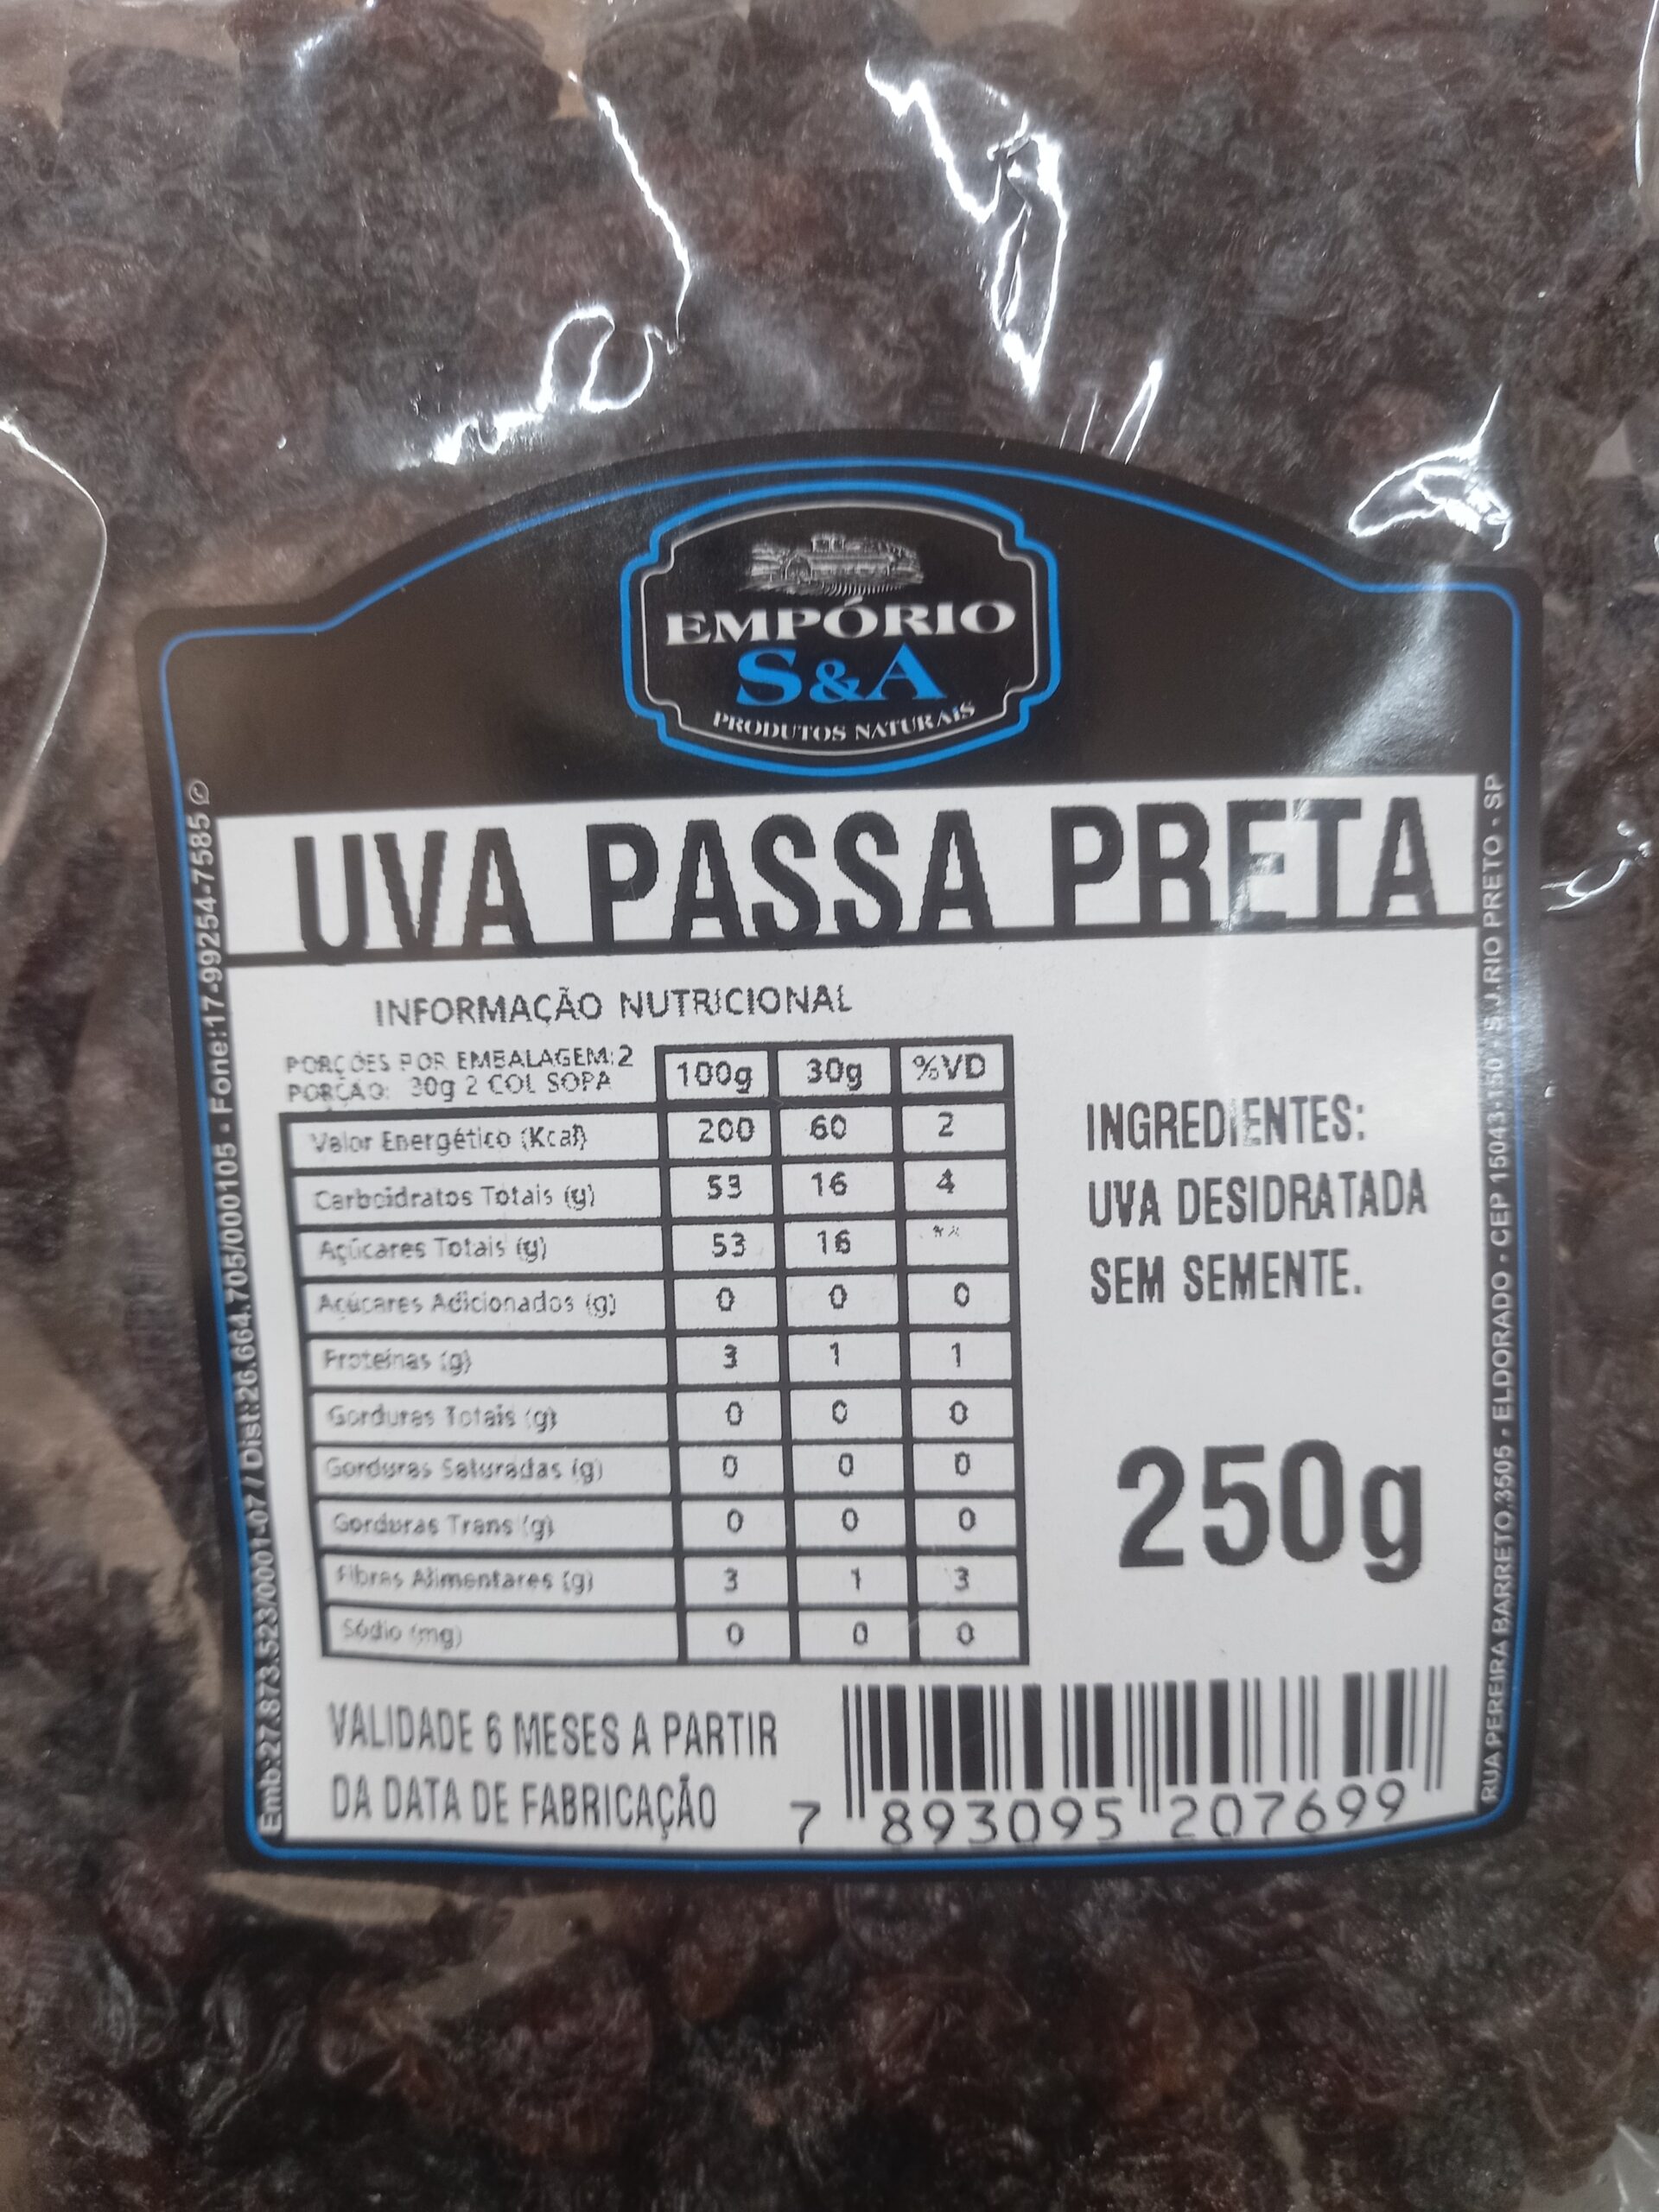 EMPÓRIO
S&A
PRODUTOS NATURAIS
UVA PASSA PRETA
INFORMAÇÃO NUTRICIONAL
PORÇÕES POR EMBALAGEM:2
PORÇÃO: 30g 2 COL SOPA
100g 30g %VD
Valor Energético (Kcal) 200 60 2
Carboidratos Totais (g) 53 16 4
Açúcares Totais (g) 53 16 **
Açúcares Adicionados (g) 0 0 0
Proteínas (g) 3 1 1
Gorduras Totais (g) 0 0 0
Gorduras Saturadas (g) 0 0 0
Gorduras Trans (g) 0 0 0
Fibras Alimentares (g) 3 1 3
Sódio (mg) 0 0 0
INGREDIENTES:
UVA DESIDRATADA
SEM SEMENTE.
250g
VALIDADE 6 MESES A PARTIR
DA DATA DE FABRICAÇÃO
7 893095 207699
Emb:27.873.523/0001-07 / Dist:26.664.705/000105 - Fone:17-99254-7585
RUA PEREIRA BARRETO,3505 - ELDORADO - CEP 15043-150 - S.J.RIO PRETO - SP